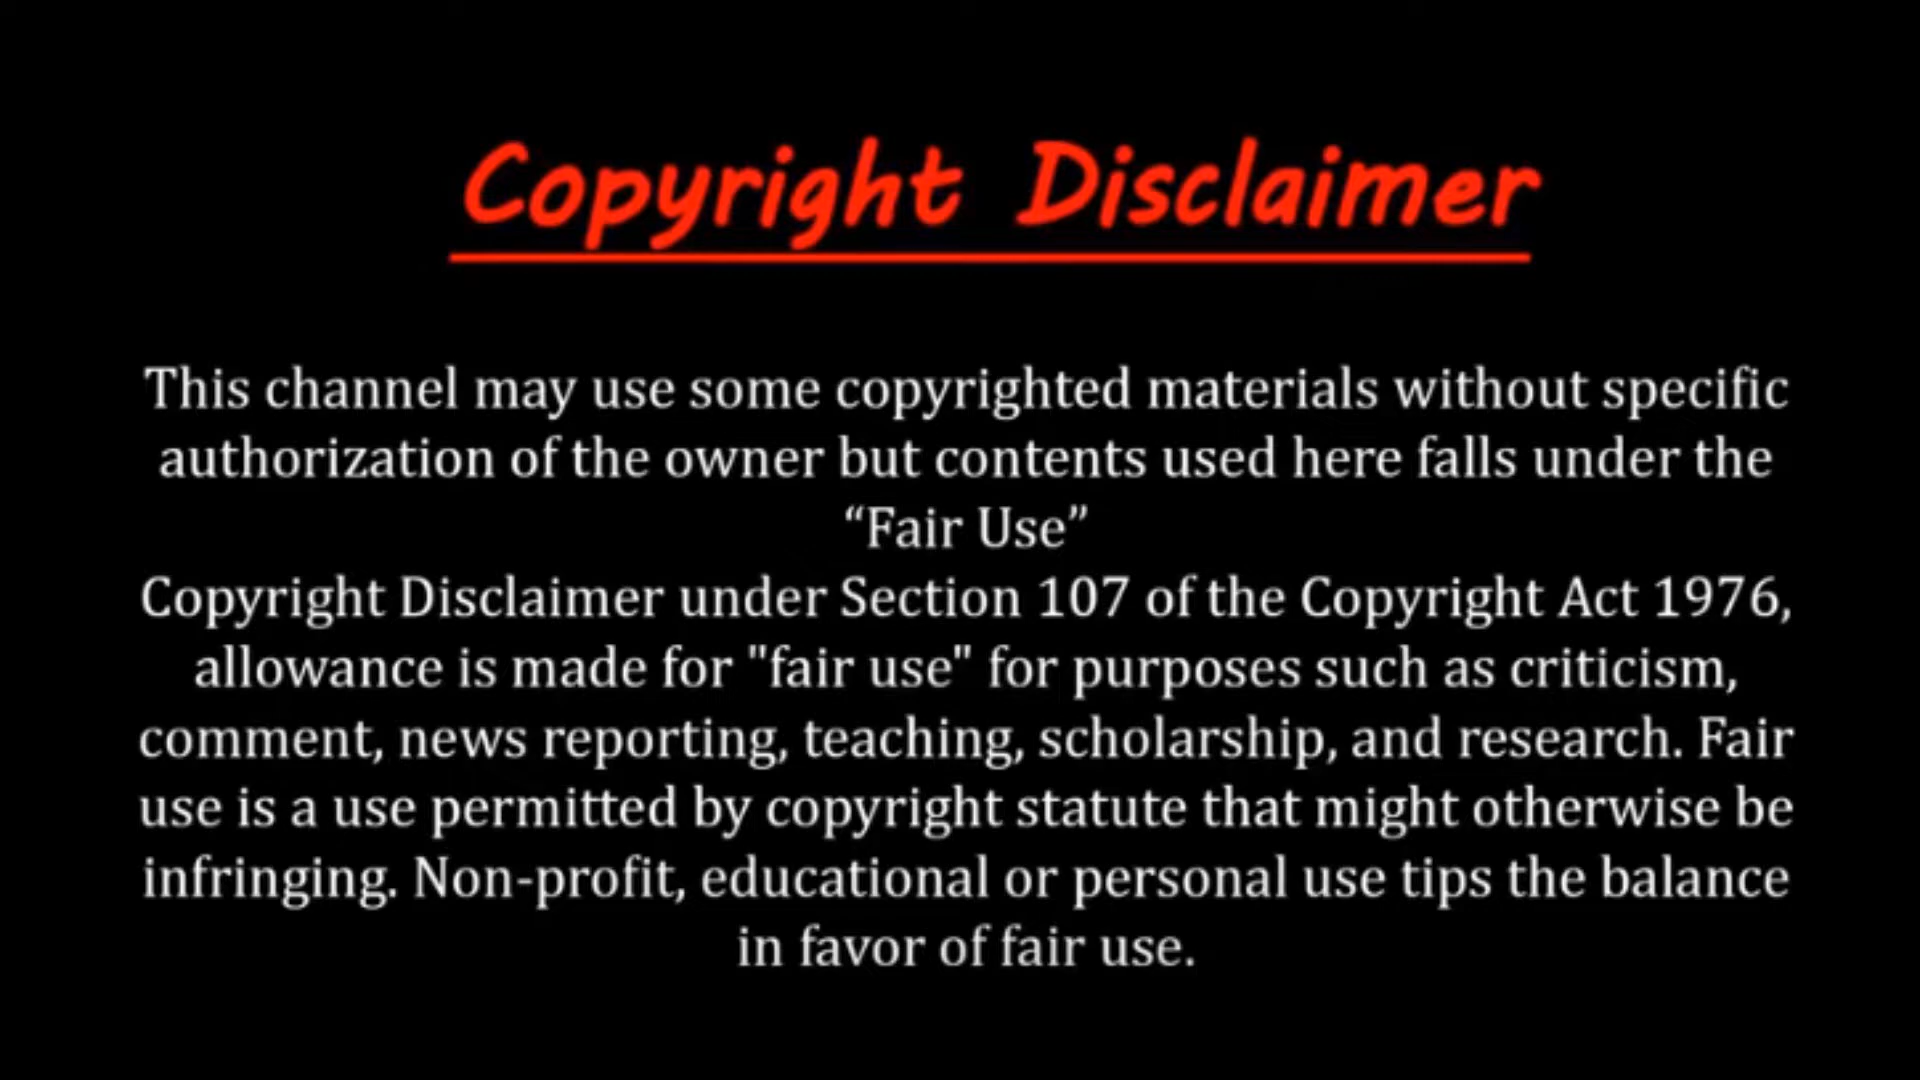 Copyright Disclaimer
This channel may use some copyrighted materials without specific
authorization of the owner but contents used here falls under the
“Fair Use”
Copyright Disclaimer under Section 107 of the Copyright Act 1976,
allowance is made for "fair use" for purposes such as criticism,
comment, news reporting, teaching, scholarship, and research. Fair
use is a use permitted by copyright statute that might otherwise be
infringing. Non-profit, educational or personal use tips the balance
in favor of fair use.